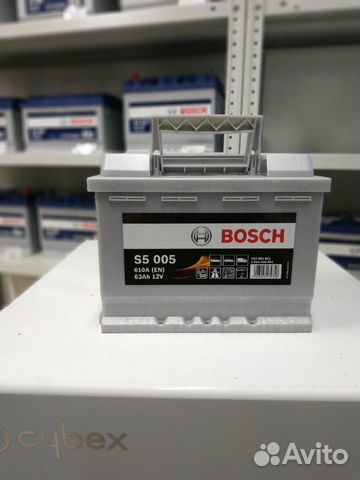 BOSCH
S5 005
610A (EN)
63Ah 12V
cybex
Avito